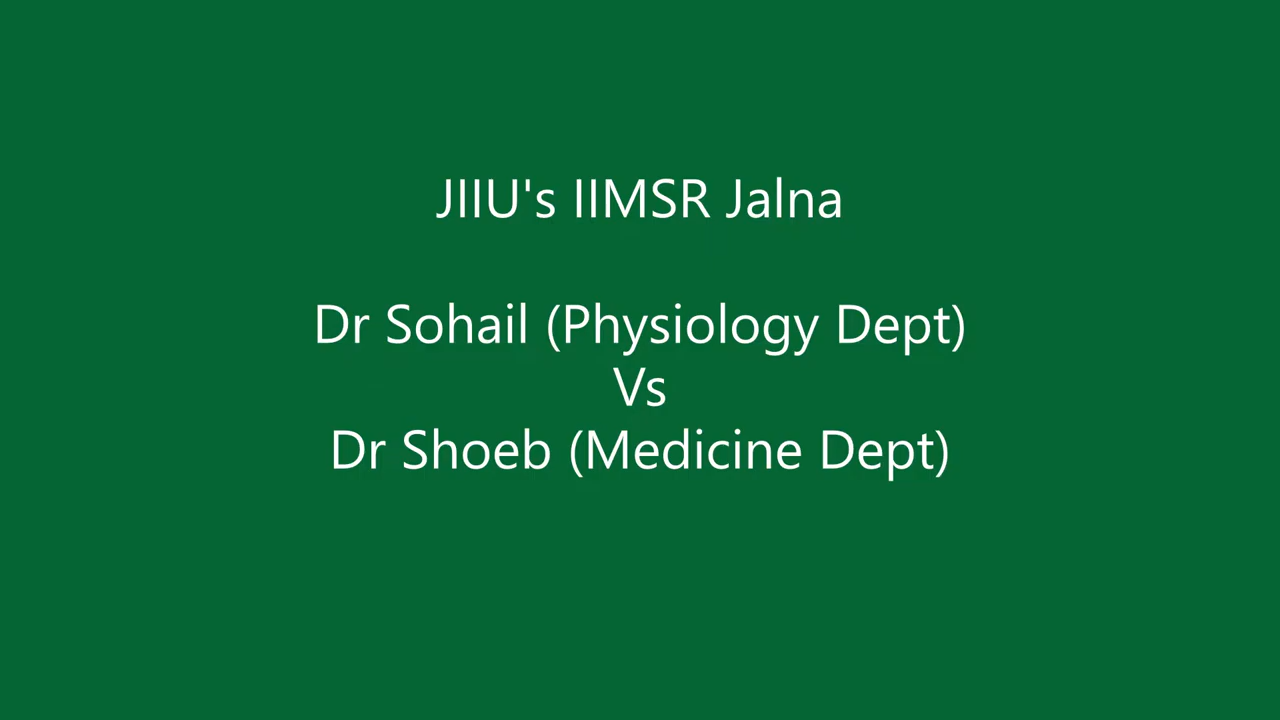 JIIU's IIMSR Jalna
Dr Sohail (Physiology Dept)
Vs
Dr Shoeb (Medicine Dept)